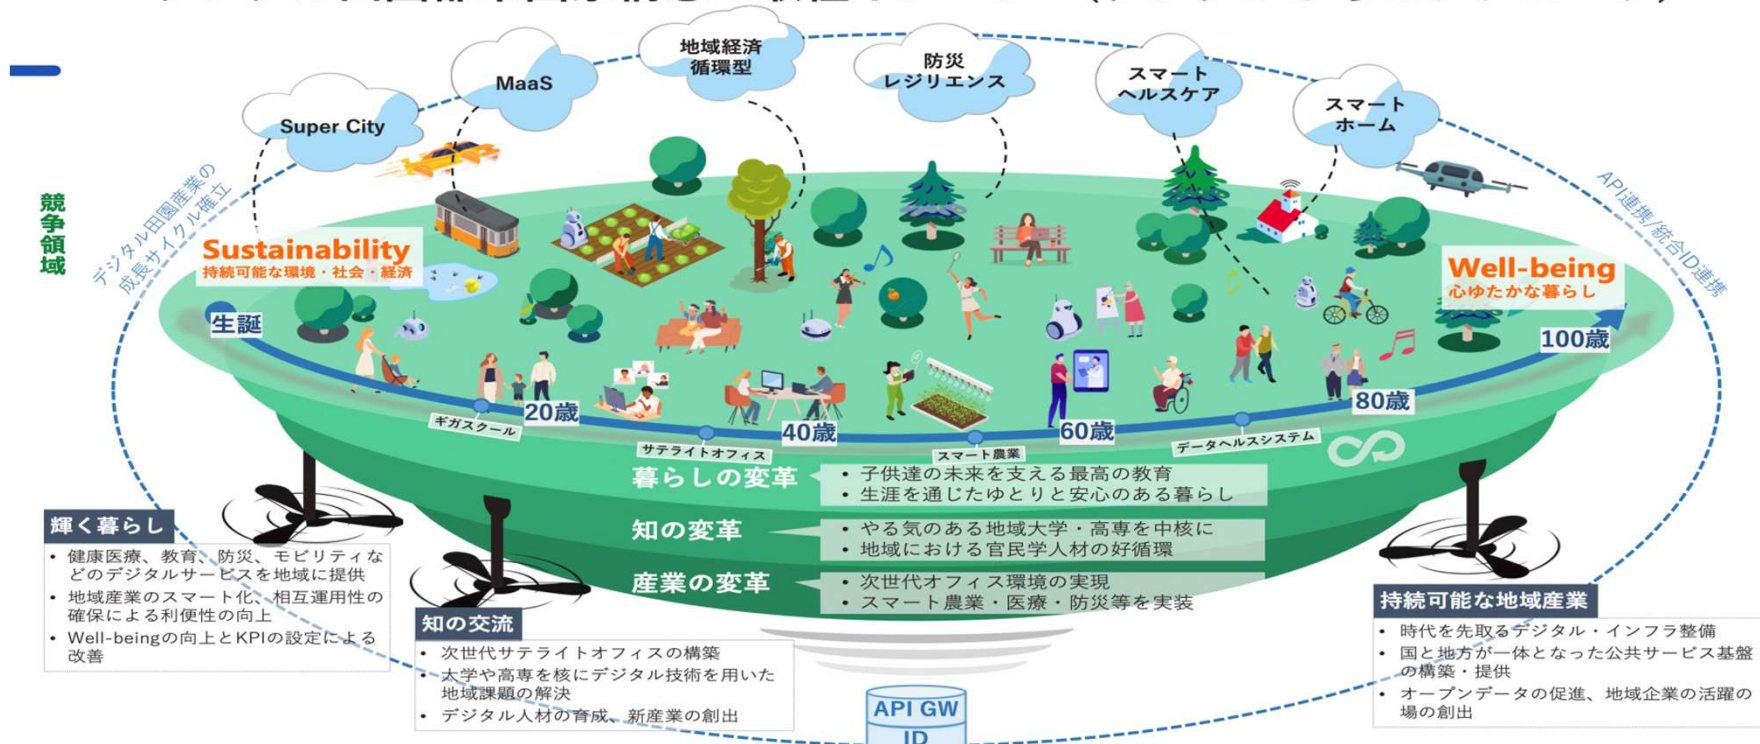 Super City
MaaS
地域経済
循環型
防災
レジリエンス
スマート
ヘルスケア
スマート
ホーム
競争領域
デジタル田園産業の
成長サイクル確立
API連携/統合ID連携
Sustainability
持続可能な環境・社会・経済
Well-being
心ゆたかな暮らし
生誕
20歳
40歳
60歳
80歳
100歳
ギガスクール
サテライトオフィス
スマート農業
データヘルスシステム
暮らしの変革
• 子供達の未来を支える最高の教育
• 生涯を通じたゆとりと安心のある暮らし
知の変革
• やる気のある地域大学・高専を中核に
• 地域における官民学人材の好循環
産業の変革
• 次世代オフィス環境の実現
• スマート農業・医療・防災等を実装
輝く暮らし
• 健康医療、教育、防災、モビリティな
どのデジタルサービスを地域に提供
• 地域産業のスマート化、相互運用性の
確保による利便性の向上
• Well-beingの向上とKPIの設定による
改善
知の交流
• 次世代サテライトオフィスの構築
• 大学や高専を核にデジタル技術を用いた
地域課題の解決
• デジタル人材の育成、新産業の創出
持続可能な地域産業
• 時代を先取るデジタル・インフラ整備
• 国と地方が一体となった公共サービス基盤
の構築・提供
• オープンデータの促進、地域企業の活躍の
場の創出
API GW
ID